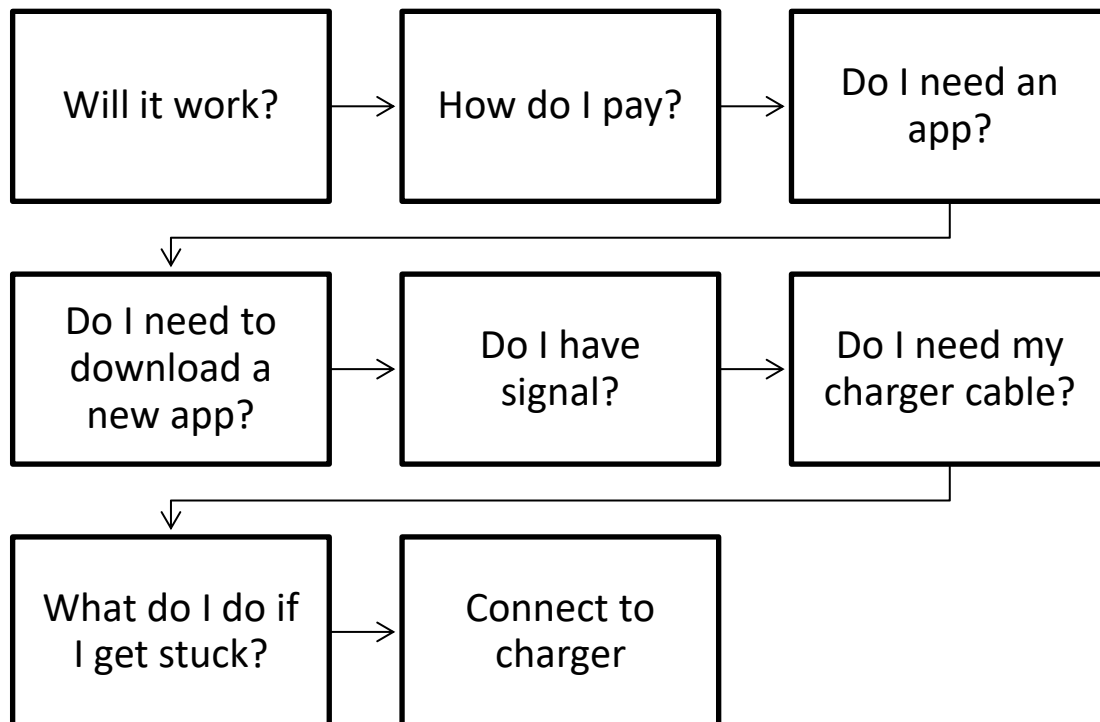 Will it work?
How do I pay?
Do I need an
app?
Do I need to
download a
new app?
Do I have
signal?
Do I need my
charger cable?
What do I do if
I get stuck?
Connect to
charger